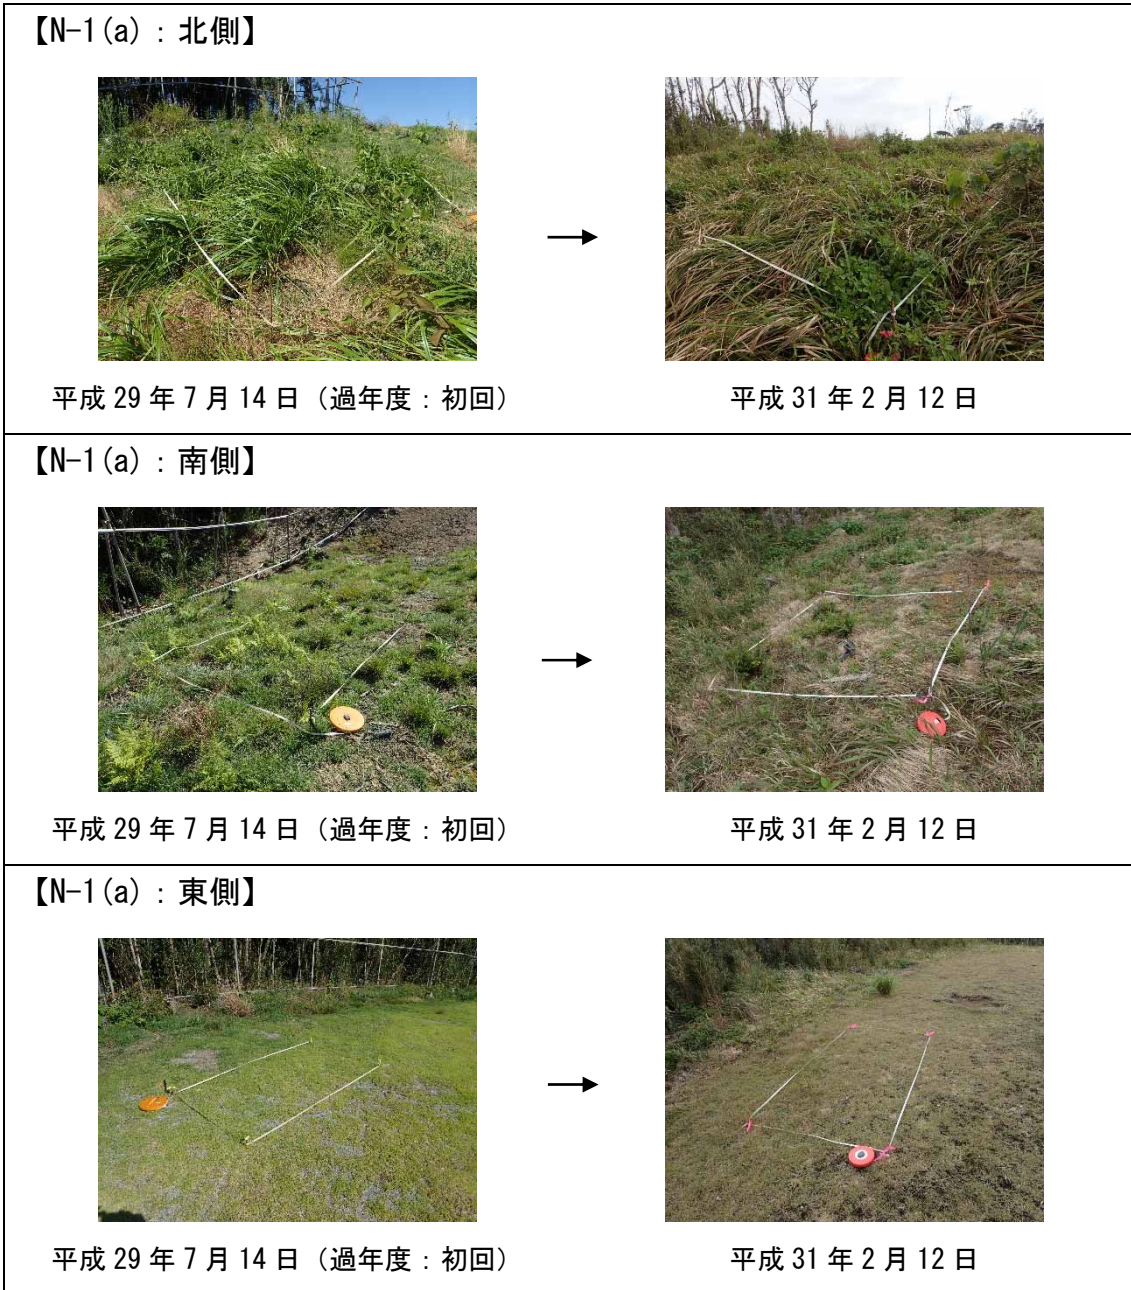 【N-1(a)：北側】
→
平成 29 年 7 月 14 日（過年度：初回）
平成 31 年 2 月 12 日
【N-1(a)：南側】
→
平成 29 年 7 月 14 日（過年度：初回）
平成 31 年 2 月 12 日
【N-1(a)：東側】
→
平成 29 年 7 月 14 日（過年度：初回）
平成 31 年 2 月 12 日